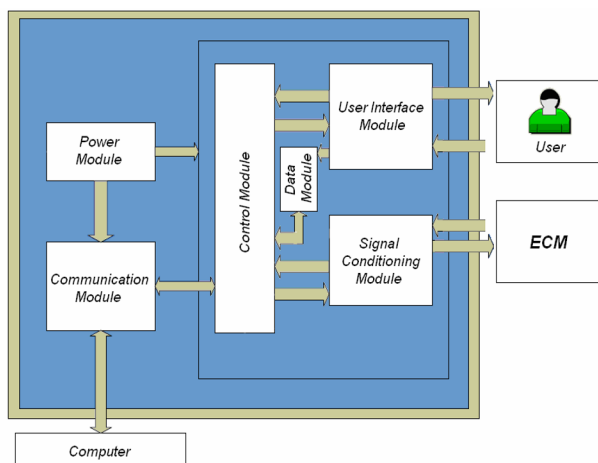 Power
Module
Communication
Module
Control Module
User Interface
Module
Data
Module
Signal
Conditioning
Module
User
ECM
Computer